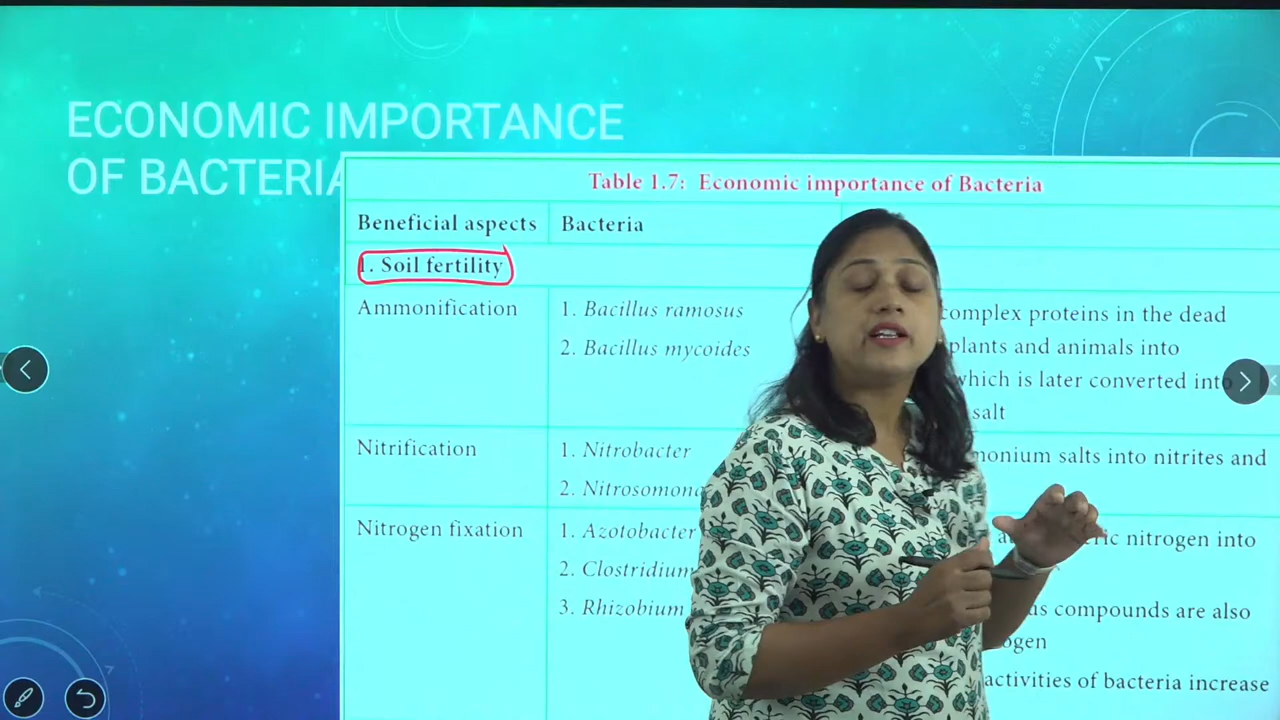 ECONOMIC IMPORTANCE
OF BACTERIA
Table 1.7: Economic importance of Bacteria
Beneficial aspects Bacteria
1. Soil fertility
Ammonification
1. Bacillus ramosus
2. Bacillus mycoides
complex proteins in the dead
plants and animals into
which is later converted into
salt
Nitrification
1. Nitrobacter
2.
salts into nitrites and
Nitrogen fixation
1. Azotobacter
2. Clostridium
3. Rhizobium
nitrogen into
compounds are also
activities of bacteria increase